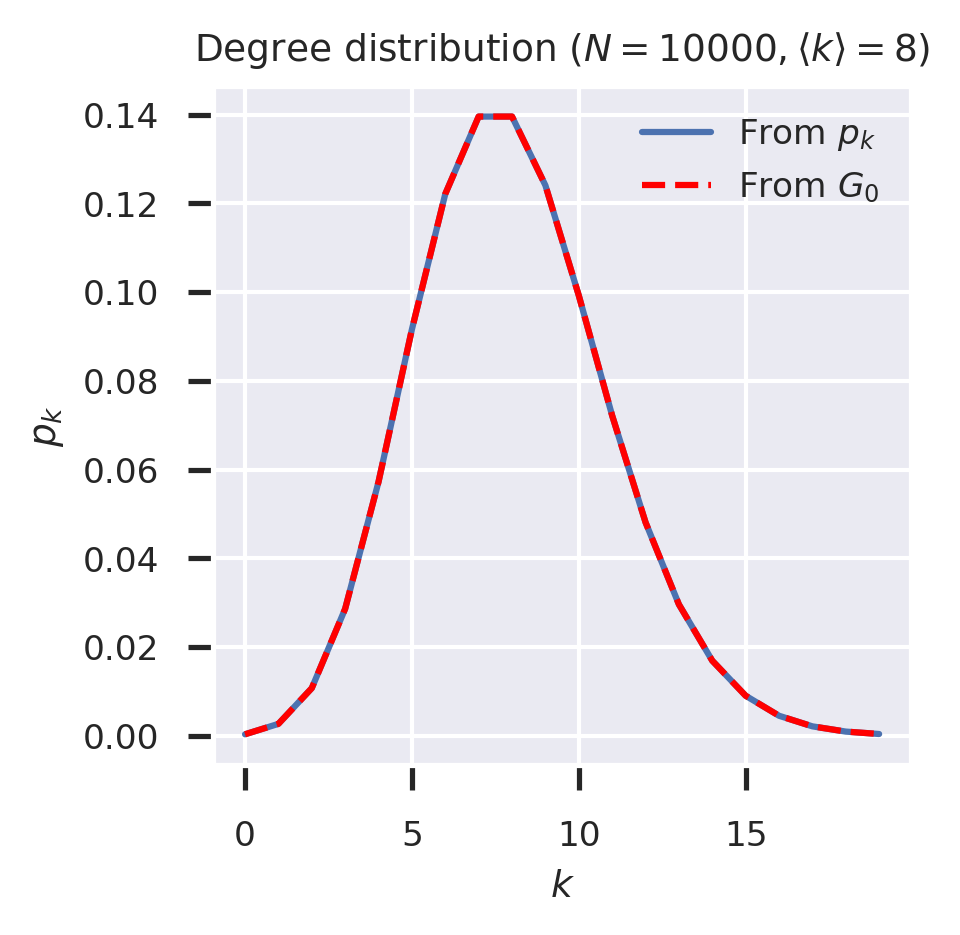 Degree distribution (N = 10000, ⟨k⟩ = 8)
From p_k
From G_0
0.14
0.12
0.10
0.08
0.06
0.04
0.02
0.00
p_k
0 5 10 15
k